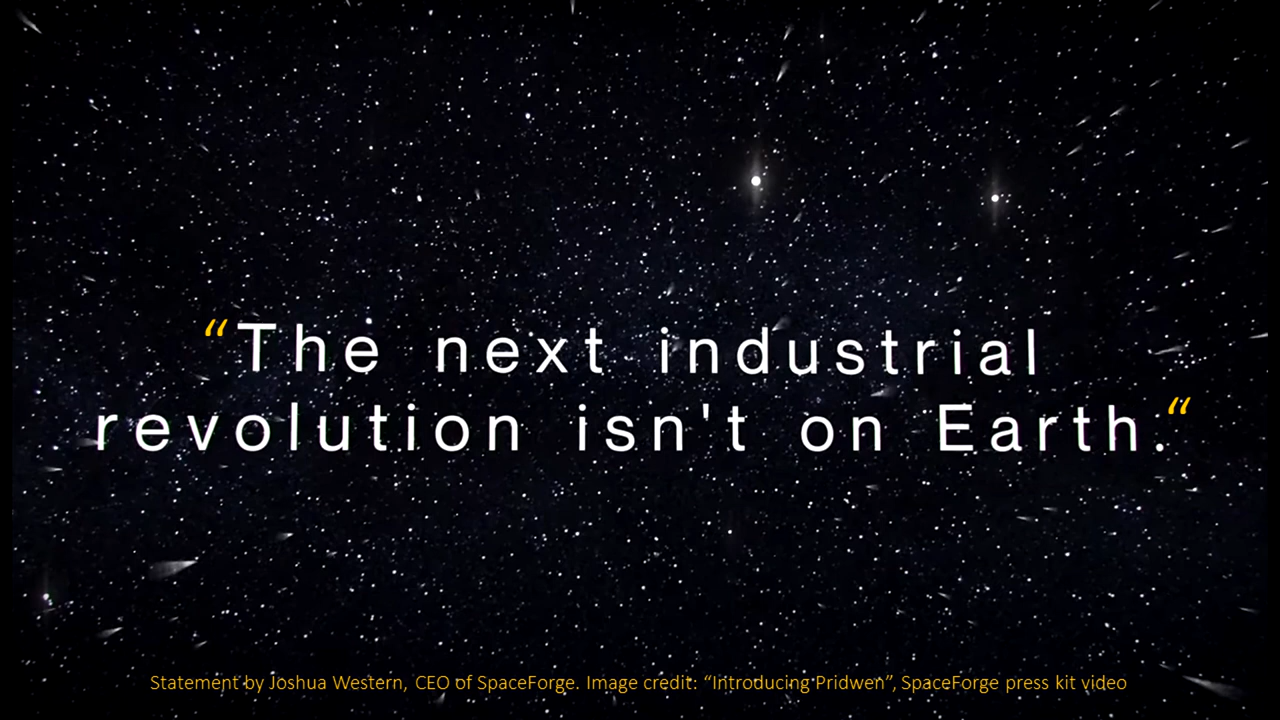 “The next industrial
revolution isn't on Earth.“
Statement by Joshua Western, CEO of SpaceForge. Image credit: “Introducing Pridwen”, SpaceForge press kit video